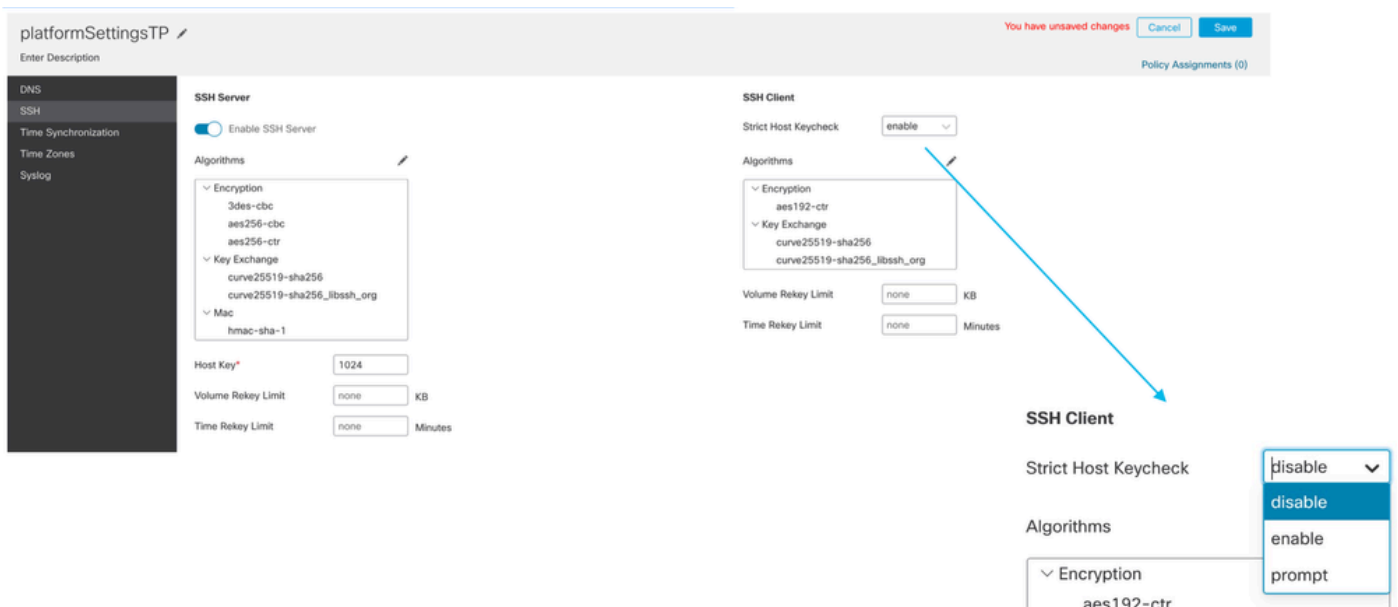 platformSettingsTP
Enter Description
You have unsaved changes Cancel Save
Policy Assignments (0)
DNS
SSH
Time Synchronization
Time Zones
Syslog
SSH Server
Enable SSH Server
Algorithms
Encryption
3des-cbc
aes256-cbc
aes256-ctr
Key Exchange
curve25519-sha256
curve25519-sha256_libssh_org
Mac
hmac-sha-1
Host Key* 1024
Volume Rekey Limit none KB
Time Rekey Limit none Minutes
SSH Client
Strict Host Keycheck enable
Algorithms
Encryption
aes192-ctr
Key Exchange
curve25519-sha256
curve25519-sha256_libssh_org
Volume Rekey Limit none KB
Time Rekey Limit none Minutes
SSH Client
Strict Host Keycheck disable
disable
enable
prompt
Algorithms
Encryption
aes192-ctr